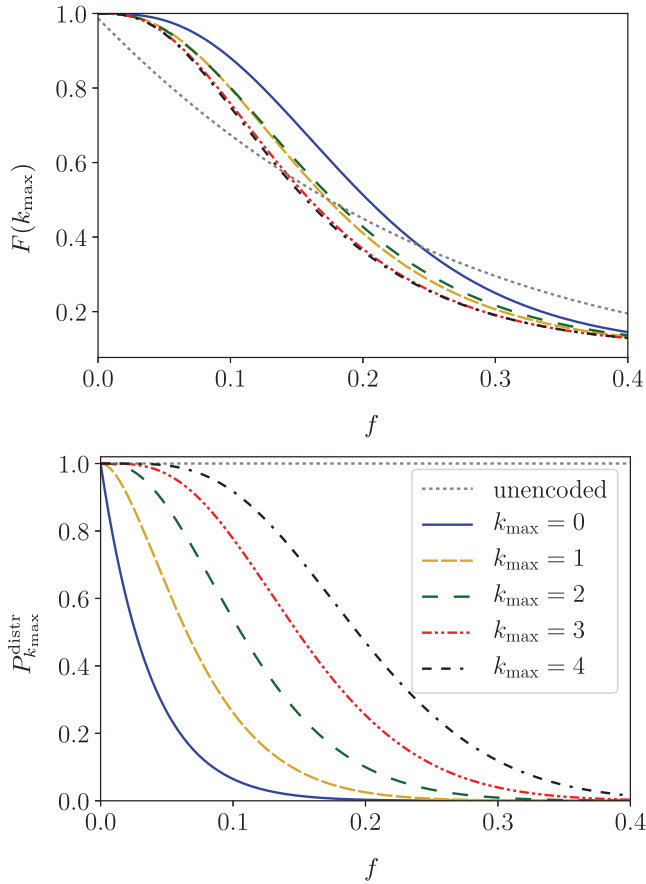 1.0
0.8
0.6
0.4
0.2
F(k_max)
0.0 0.1 0.2 0.3 0.4
f
1.0
0.8
0.6
0.4
0.2
0.0
P^distr_k_max
unencoded
k_max = 0
k_max = 1
k_max = 2
k_max = 3
k_max = 4
0.0 0.1 0.2 0.3 0.4
f